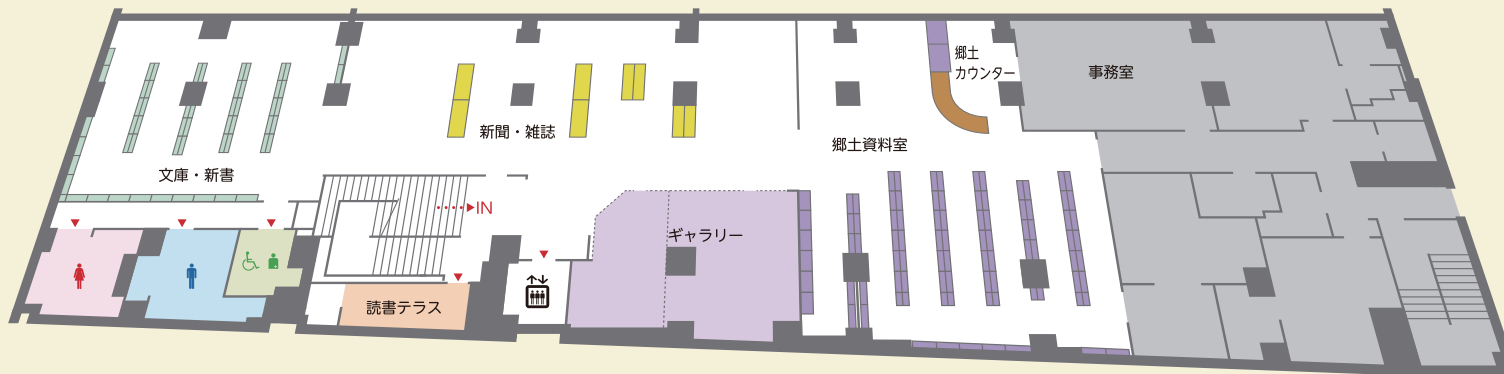 郷土
カウンター
事務室
新聞・雑誌
郷土資料室
文庫・新書
IN
ギャラリー
読書テラス